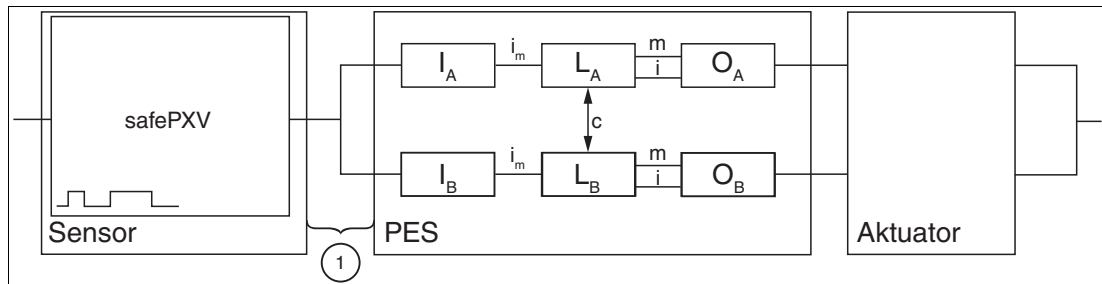 safePXV
Sensor
1
I_A
i_m
L_A
m
i
O_A
c
I_B
i_m
L_B
m
i
O_B
PES
Aktuator